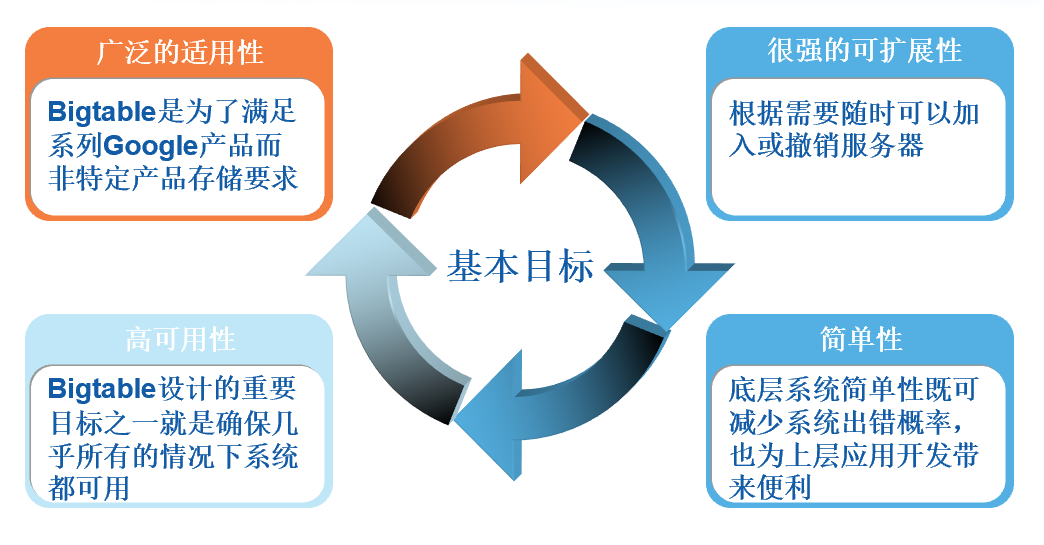 广泛的适用性
Bigtable是为了满足
系列Google产品而
非特定产品存储要求
很强的可扩展性
根据需要随时可以加
入或撤销服务器
基本目标
高可用性
Bigtable设计的重要
目标之一就是确保几
乎所有的情况下系统
都可用
简单性
底层系统简单性既可
减少系统出错概率，
也为上层应用开发带
来便利